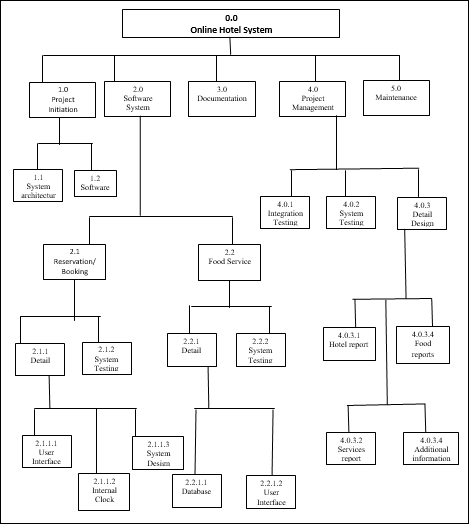 0.0
Online Hotel System
1.0
Project
Initiation
2.0
Software
System
3.0
Documentation
4.0
Project
Management
5.0
Maintenance
1.1
System
architectur
1.2
Software
4.0.1
Integration
Testing
4.0.2
System
Testing
4.0.3
Detail
Design
2.1
Reservation/
Booking
2.2
Food Service
2.1.1
Detail
2.1.2
System
Testing
2.2.1
Detail
2.2.2
System
Testing
4.0.3.1
Hotel report
4.0.3.4
Food
reports
2.1.1.1
User
Interface
2.1.1.2
Internal
Clock
2.1.1.3
System
Design
2.2.1.1
Database
2.2.1.2
User
Interface
4.0.3.2
Services
report
4.0.3.4
Additional
information